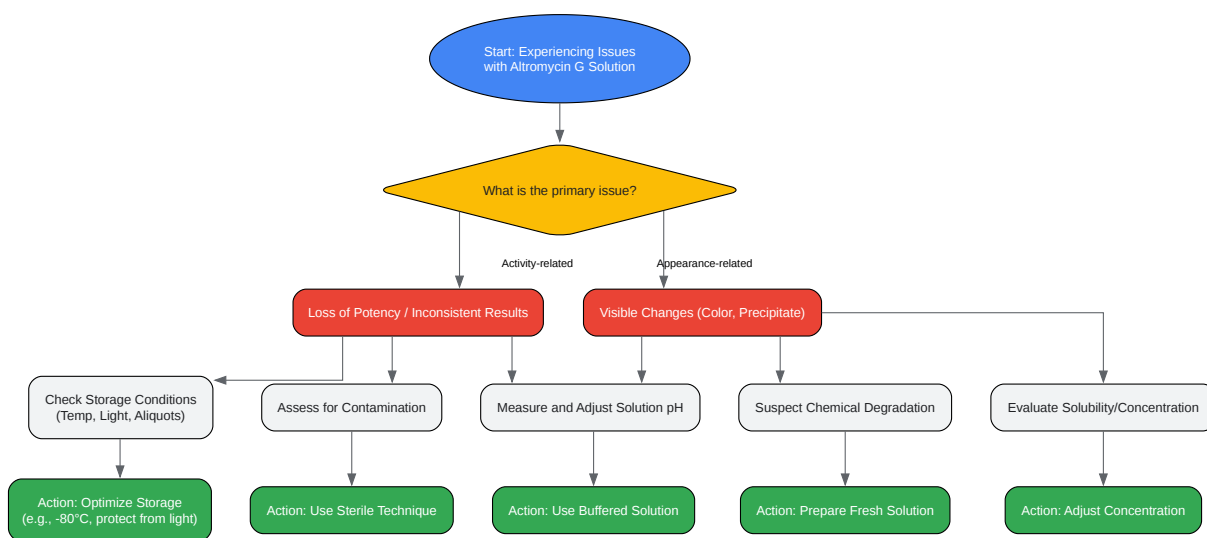 Start: Experiencing Issues
with Altromycin G Solution
What is the primary issue?
Activity-related
Appearance-related
Loss of Potency / Inconsistent Results
Visible Changes (Color, Precipitate)
Check Storage Conditions
(Temp, Light, Aliquots)
Assess for Contamination
Measure and Adjust Solution pH
Suspect Chemical Degradation
Evaluate Solubility/Concentration
Action: Optimize Storage
(e.g., -80°C, protect from light)
Action: Use Sterile Technique
Action: Use Buffered Solution
Action: Prepare Fresh Solution
Action: Adjust Concentration